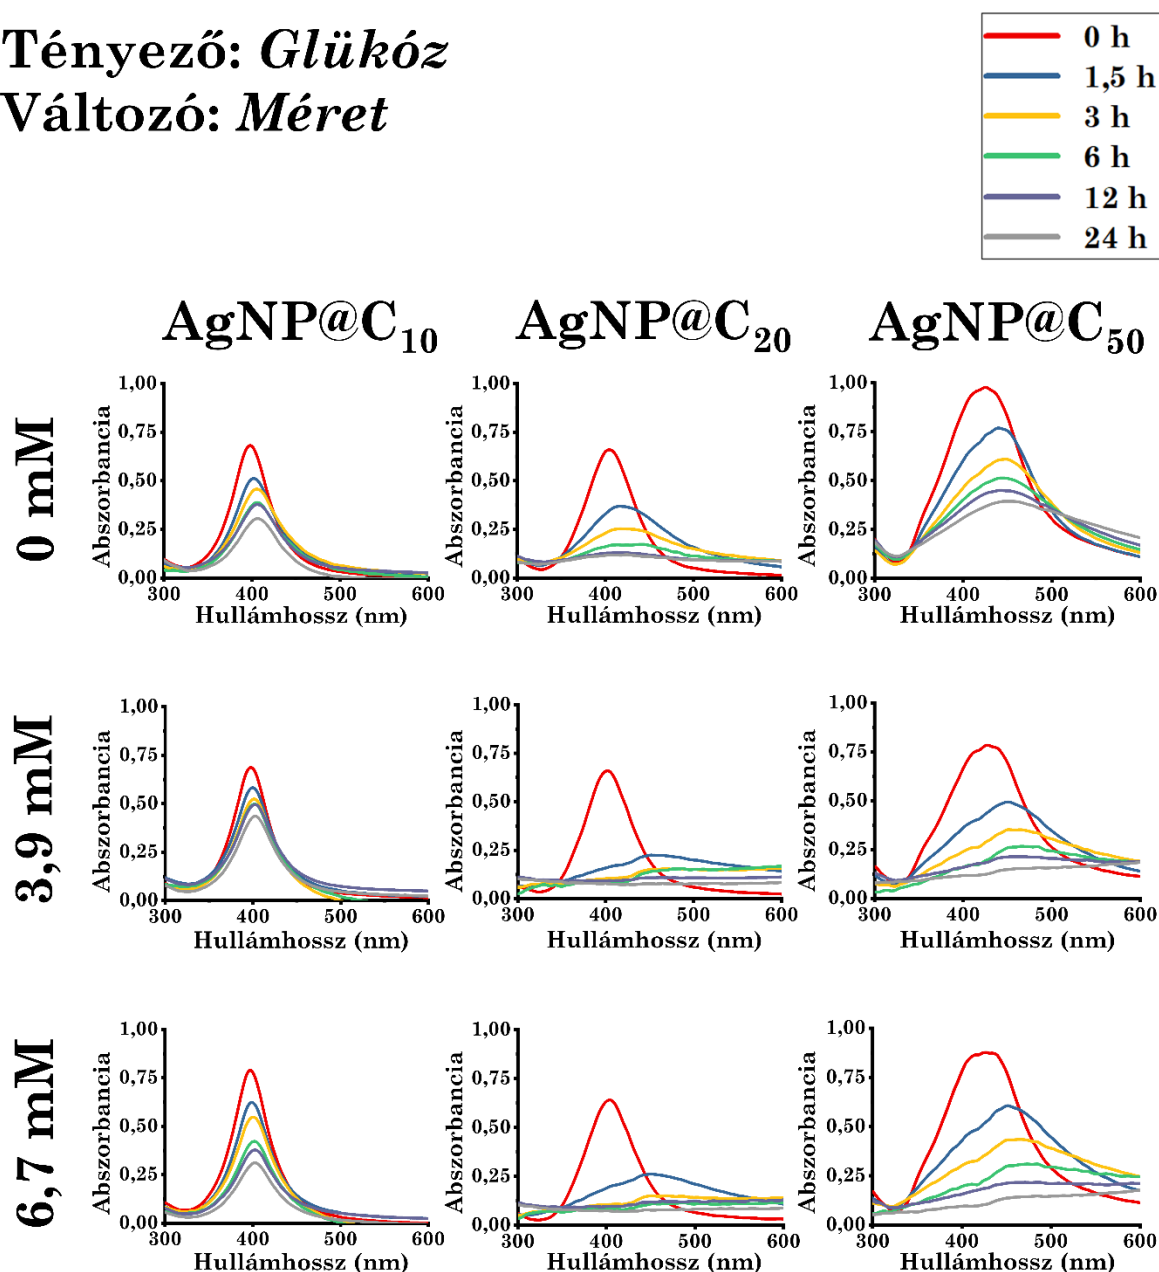 Tényező: Glükóz
Változó: Méret
0 h
1,5 h
3 h
6 h
12 h
24 h
AgNP@C₁₀
AgNP@C₂₀
AgNP@C₅₀
0 mM
Abszorbancia
1,00
0,75
0,50
0,25
0,00
300 400 500 600
Hullámhossz (nm)
Abszorbancia
1,00
0,75
0,50
0,25
0,00
300 400 500 600
Hullámhossz (nm)
Abszorbancia
1,00
0,75
0,50
0,25
0,00
300 400 500 600
Hullámhossz (nm)
3,9 mM
Abszorbancia
1,00
0,75
0,50
0,25
0,00
300 400 500 600
Hullámhossz (nm)
Abszorbancia
1,00
0,75
0,50
0,25
0,00
300 400 500 600
Hullámhossz (nm)
Abszorbancia
1,00
0,75
0,50
0,25
0,00
300 400 500 600
Hullámhossz (nm)
6,7 mM
Abszorbancia
1,00
0,75
0,50
0,25
0,00
300 400 500 600
Hullámhossz (nm)
Abszorbancia
1,00
0,75
0,50
0,25
0,00
300 400 500 600
Hullámhossz (nm)
Abszorbancia
1,00
0,75
0,50
0,25
0,00
300 400 500 600
Hullámhossz (nm)